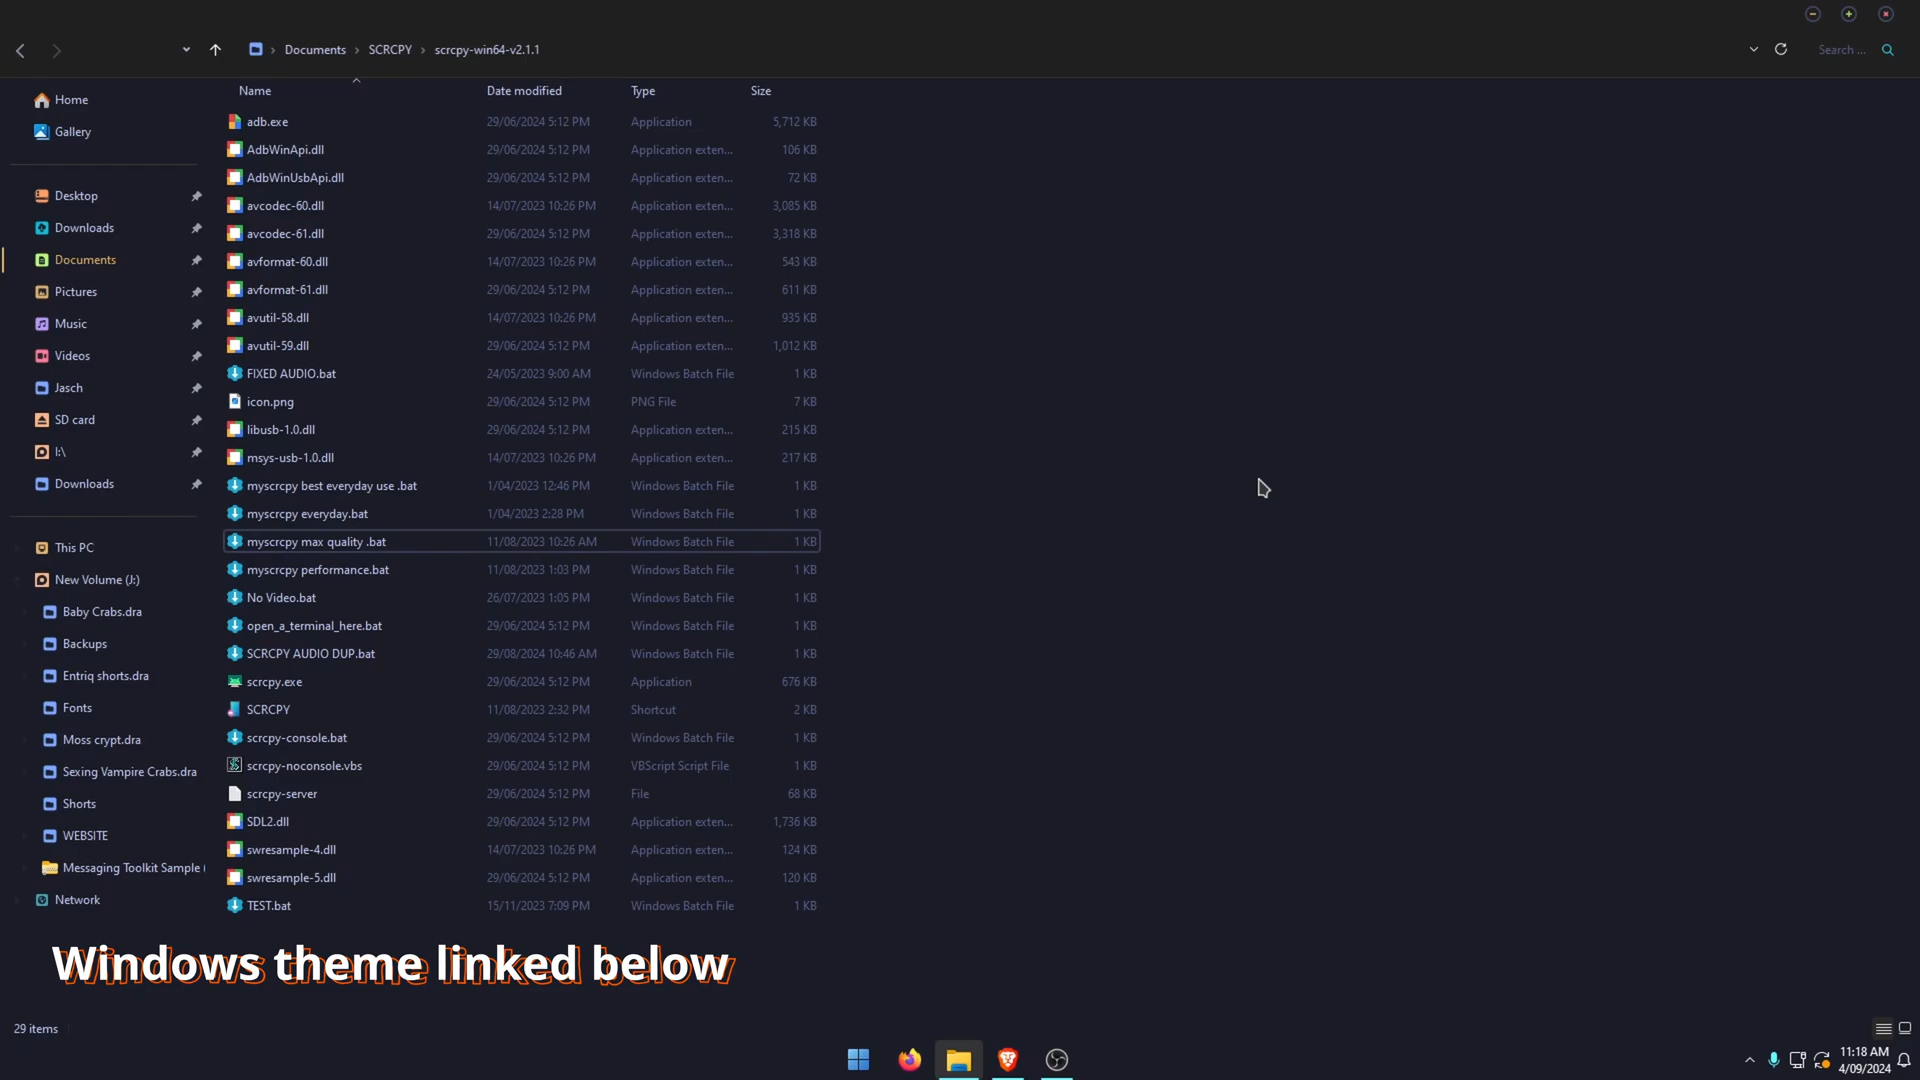 Documents > SCRCPY > scrcpy-win64-v2.1.1
Search ...
Name Date modified Type Size
Home
Gallery
Desktop
Downloads
Documents
Pictures
Music
Videos
Jasch
SD card
I:\
Downloads
This PC
New Volume (J:)
Baby Crabs.dra
Backups
Entriq shorts.dra
Fonts
Moss crypt.dra
Sexing Vampire Crabs.dra
Shorts
WEBSITE
Messaging Toolkit Sample (
Network
adb.exe 29/06/2024 5:12 PM Application 5,712 KB
AdbWinApi.dll 29/06/2024 5:12 PM Application exten... 106 KB
AdbWinUsbApi.dll 29/06/2024 5:12 PM Application exten... 72 KB
avcodec-60.dll 14/07/2023 10:26 PM Application exten... 3,085 KB
avcodec-61.dll 29/06/2024 5:12 PM Application exten... 3,318 KB
avformat-60.dll 14/07/2023 10:26 PM Application exten... 543 KB
avformat-61.dll 29/06/2024 5:12 PM Application exten... 611 KB
avutil-58.dll 14/07/2023 10:26 PM Application exten... 935 KB
avutil-59.dll 29/06/2024 5:12 PM Application exten... 1,012 KB
FIXED AUDIO.bat 24/05/2023 9:00 AM Windows Batch File 1 KB
icon.png 29/06/2024 5:12 PM PNG File 7 KB
libusb-1.0.dll 29/06/2024 5:12 PM Application exten... 215 KB
msys-usb-1.0.dll 14/07/2023 10:26 PM Application exten... 217 KB
myscrcpy best everyday use .bat 1/04/2023 12:46 PM Windows Batch File 1 KB
myscrcpy everyday.bat 1/04/2023 2:28 PM Windows Batch File 1 KB
myscrcpy max quality .bat 11/08/2023 10:26 AM Windows Batch File 1 KB
myscrcpy performance.bat 11/08/2023 1:03 PM Windows Batch File 1 KB
No Video.bat 26/07/2023 1:05 PM Windows Batch File 1 KB
open_a_terminal_here.bat 29/06/2024 5:12 PM Windows Batch File 1 KB
SCRCPY AUDIO DUP.bat 29/08/2024 10:46 AM Windows Batch File 1 KB
scrcpy.exe 29/06/2024 5:12 PM Application 676 KB
SCRCPY 11/08/2023 2:32 PM Shortcut 2 KB
scrcpy-console.bat 29/06/2024 5:12 PM Windows Batch File 1 KB
scrcpy-noconsole.vbs 29/06/2024 5:12 PM VBScript Script File 1 KB
scrcpy-server 29/06/2024 5:12 PM File 68 KB
SDL2.dll 29/06/2024 5:12 PM Application exten... 1,736 KB
swresample-4.dll 14/07/2023 10:26 PM Application exten... 124 KB
swresample-5.dll 29/06/2024 5:12 PM Application exten... 120 KB
TEST.bat 15/11/2023 7:09 PM Windows Batch File 1 KB
Windows theme linked below
29 items
11:18 AM
4/09/2024